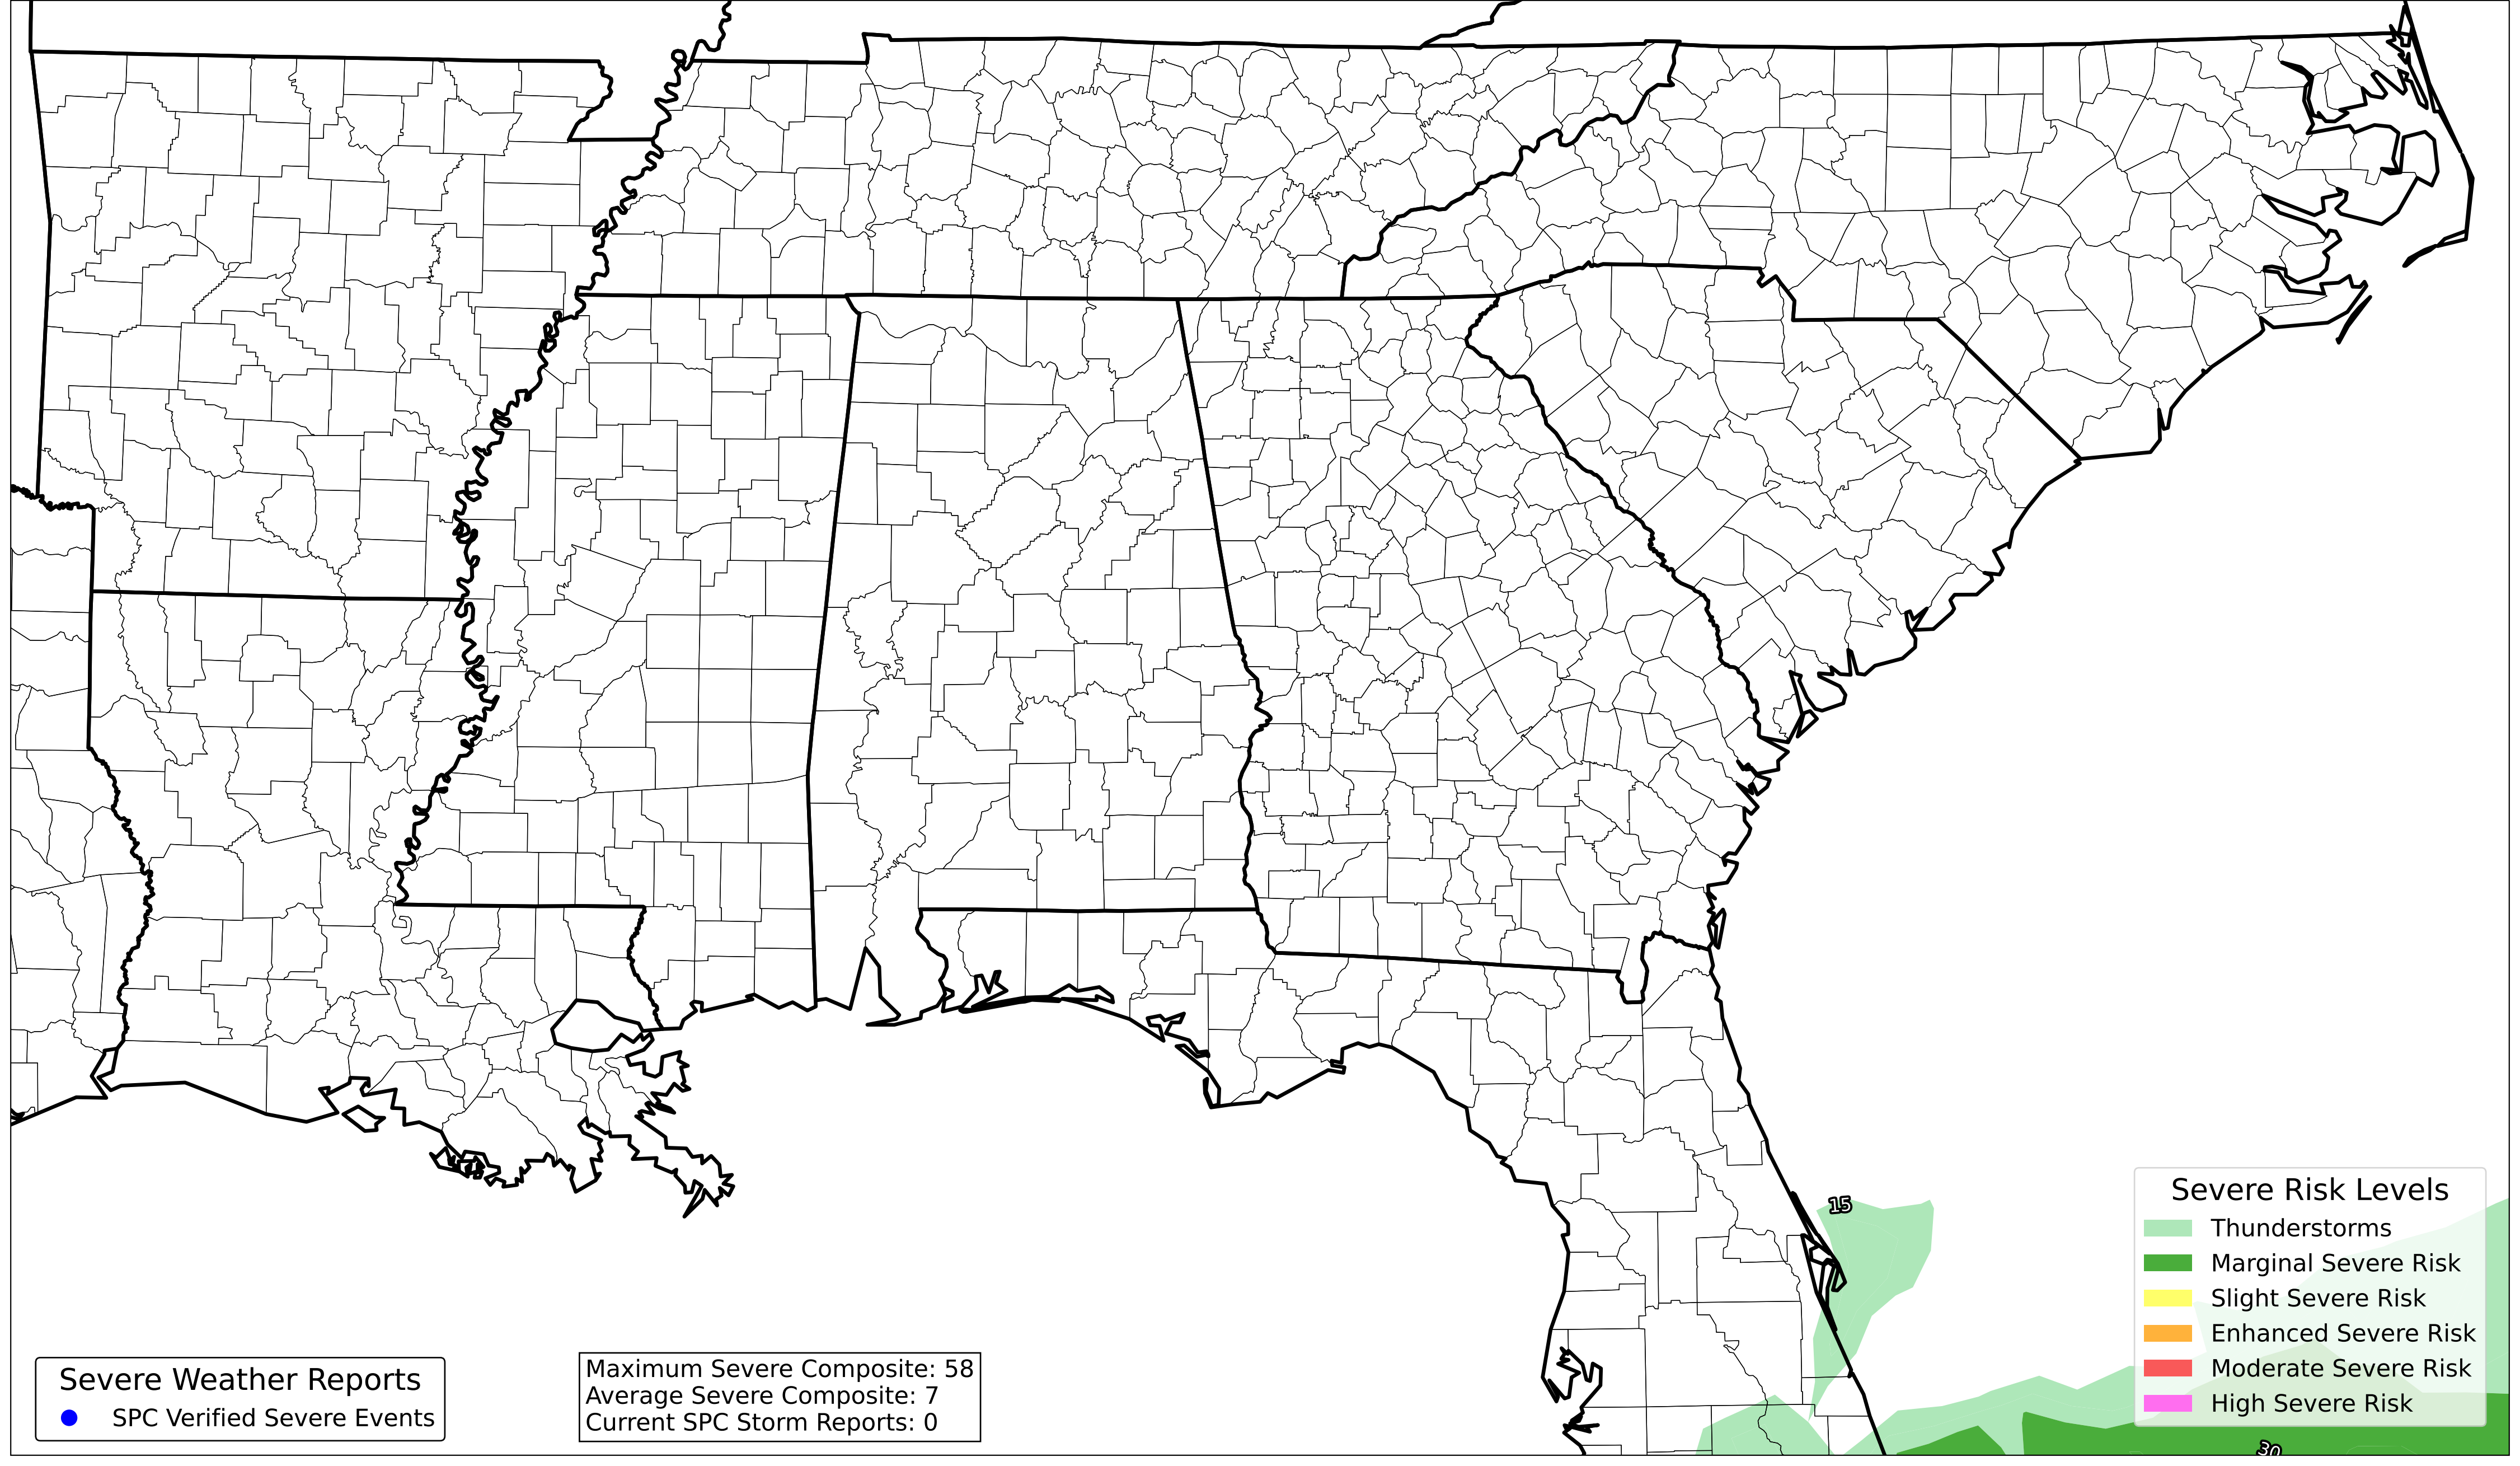 15
Severe Risk Levels
Thunderstorms
Marginal Severe Risk
Slight Severe Risk
Enhanced Severe Risk
Moderate Severe Risk
High Severe Risk
Severe Weather Reports
SPC Verified Severe Events
Maximum Severe Composite: 58
Average Severe Composite: 7
Current SPC Storm Reports: 0
30